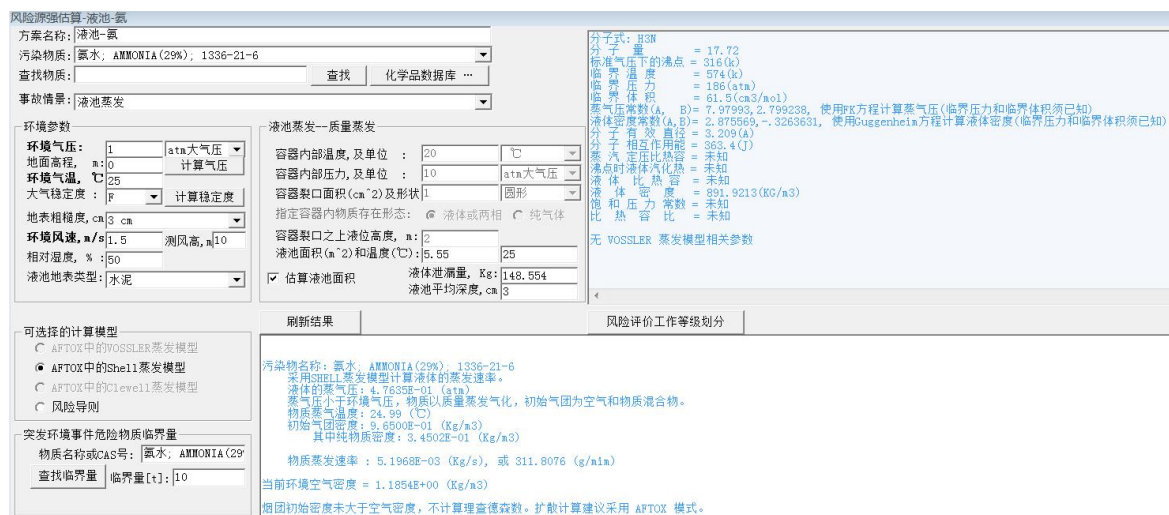 风险源强估算-液池-氨
方案名称: 液池-氨
污染物质: 氨水; AMMONIA(29%); 1336-21-6
查找物质: 查找 化学品数据库 …
事故情景: 液池蒸发
环境参数
环境气压: 1 atm大气压
地面高程, m: 0 计算气压
环境气温, ℃ 25
大气稳定度 : F 计算稳定度
地表粗糙度,cm 3 cm
环境风速,m/s 1.5 测风高,m 10
相对湿度, % : 50
液池地表类型: 水泥
液池蒸发--质量蒸发
容器内部温度,及单位 : 20 ℃
容器内部压力,及单位 : 10 atm大气压
容器裂口面积(cm^2)及形状 1 圆形
指定容器内物质存在形态: 液体或两相 纯气体
容器裂口之上液位高度, m: 2
液池面积(m^2)和温度(℃): 5.55 25
估算液池面积 液体泄漏量, Kg: 148.554
液池平均深度,cm 3
分子式: H3N
分 子 量 = 17.72
标准气压下的沸点 = 316(k)
临 界 温 度 = 574(k)
临 界 压 力 = 186(atm)
临 界 体 积 = 61.5(cm3/mol)
蒸气压常数(A, B)= 7.97993,2.799238, 使用FK方程计算蒸气压(临界压力和临界体积须已知)
液体密度常数(A,B)= 2.875569,-.3263631, 使用Guggenheim方程计算液体密度(临界压力和临界体积须已知)
分 子 有 效 直径 = 3.209(A)
分 子 相互作用能 = 363.4(J)
蒸 汽 定压比热容 = 未知
沸点时液体汽化热 = 未知
液 体 比 热 容 = 未知
液 体 密 度 = 891.9213(KG/m3)
饱 和 压 力 常数 = 未知
比 热 容 比 = 未知
无 VOSSLER 蒸发模型相关参数
刷新结果 风险评价工作等级划分
可选择的计算模型
AFTOX中的VOSSLER蒸发模型
AFTOX中的Shell蒸发模型
AFTOX中的Clewell蒸发模型
风险导则
突发环境事件危险物质临界量
物质名称或CAS号: 氨水; AMMONIA(29
查找临界量 临界量[t]: 10
污染物名称: 氨水; AMMONIA(29%); 1336-21-6
采用SHELL蒸发模型计算液体的蒸发速率。
液体的蒸气压: 4.7635E-01 (atm)
蒸气压小于环境气压，物质以质量蒸发气化，初始气团为空气和物质混合物。
物质蒸气温度: 24.99 (℃)
初始气团密度: 9.6500E-01 (Kg/m3)
其中纯物质密度: 3.4502E-01 (Kg/m3)
物质蒸发速率 : 5.1968E-03 (Kg/s), 或 311.8076 (g/mim)
当前环境空气密度 = 1.1854E+00 (Kg/m3)
烟团初始密度未大于空气密度，不计算理查德森数。扩散计算建议采用 AFTOX 模式。